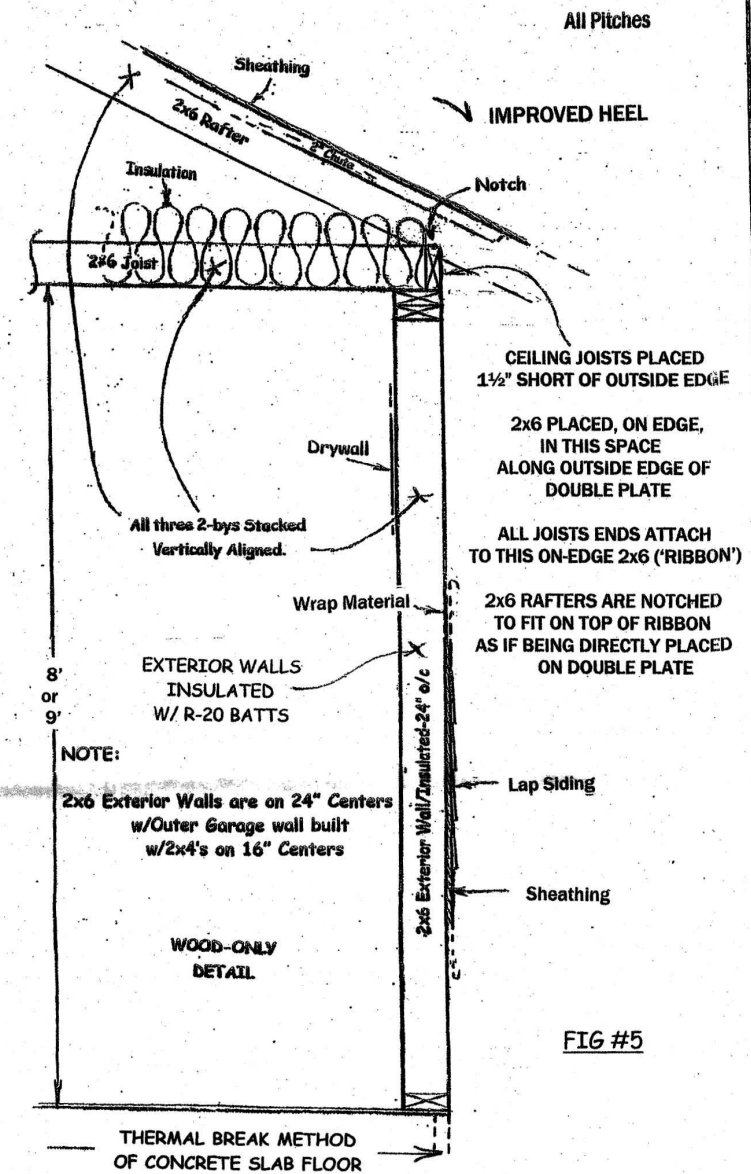 All Pitches
Sheathing
IMPROVED HEEL
2x6 Rafter
2" Chute
Notch
Insulation
2x6 Joist
CEILING JOISTS PLACED
1½" SHORT OF OUTSIDE EDGE
2x6 PLACED, ON EDGE,
IN THIS SPACE
ALONG OUTSIDE EDGE OF
DOUBLE PLATE
Drywall
All three 2-bys Stacked
Vertically Aligned.
ALL JOISTS ENDS ATTACH
TO THIS ON-EDGE 2x6 ('RIBBON')
Wrap Material
2x6 RAFTERS ARE NOTCHED
TO FIT ON TOP OF RIBBON
AS IF BEING DIRECTLY PLACED
ON DOUBLE PLATE
8'
or
9'
EXTERIOR WALLS
INSULATED
W/ R-20 BATTS
NOTE:
2x6 Exterior Walls are on 24" Centers
w/Outer Garage wall built
w/2x4's on 16" Centers
2x6 Exterior Wall/Insulated-24" o/c
Lap Siding
Sheathing
WOOD-ONLY
DETAIL
FIG #5
THERMAL BREAK METHOD
OF CONCRETE SLAB FLOOR